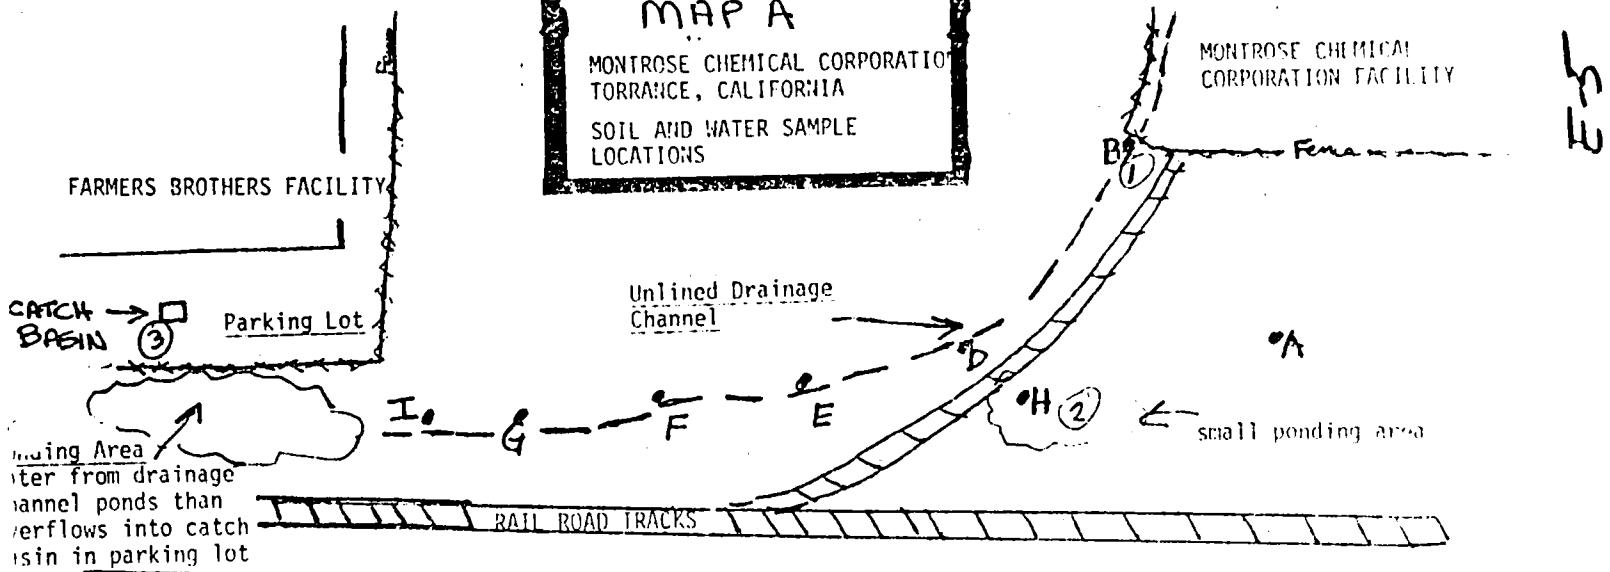 MAP A
MONTROSE CHEMICAL CORPORATIO
TORRANCE, CALIFORNIA
SOIL AND WATER SAMPLE
LOCATIONS
MONTROSE CHEMICAL
CORPORATION FACILITY
Fence
B
1
Fence
FARMERS BROTHERS FACILITY
CATCH
BASIN
3
Parking Lot
Unlined Drainage
Channel
D
A
I
G
F
E
H
2
small ponding area
Area
ter from drainage
annel ponds than
erflows into catch
sin in parking lot
RAIL ROAD TRACKS